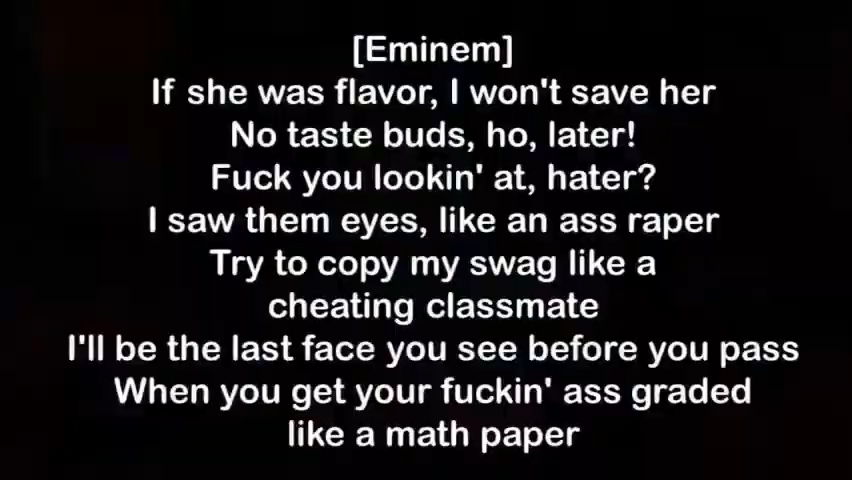 [Eminem]
If she was flavor, I won't save her
No taste buds, ho, later!
Fuck you lookin' at, hater?
I saw them eyes, like an ass raper
Try to copy my swag like a
cheating classmate
I'll be the last face you see before you pass
When you get your fuckin' ass graded
like a math paper